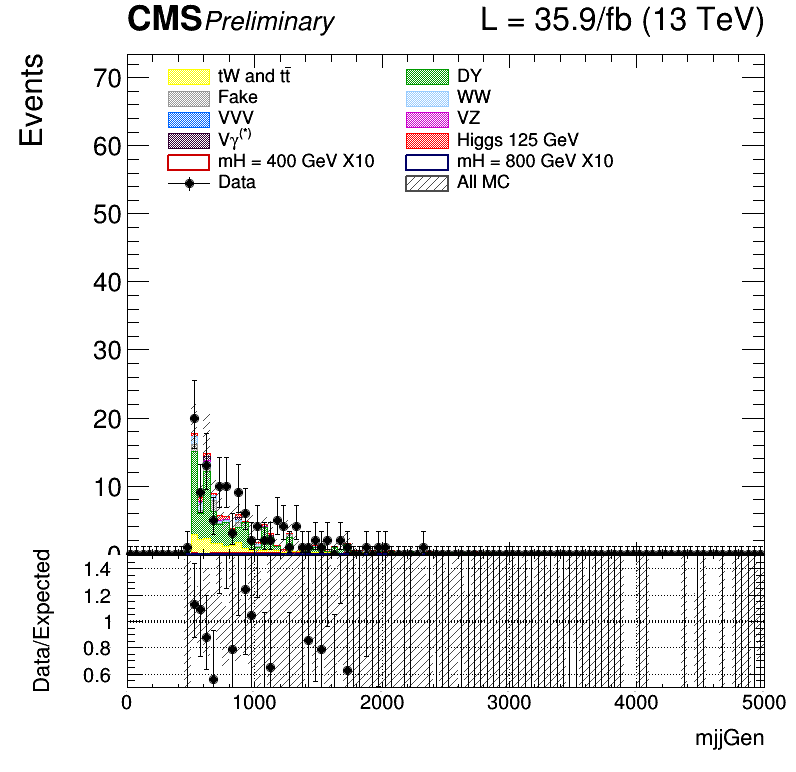 CMS Preliminary L = 35.9/fb (13 TeV)
Events
70
60
50
40
30
20
10
0
tW and tt̄
DY
Fake
WW
VVV
VZ
Vγ(*)
Higgs 125 GeV
mH = 400 GeV X10
mH = 800 GeV X10
Data
All MC
Data/Expected
1.4
1.2
1
0.8
0.6
0 1000 2000 3000 4000 5000
mjjGen